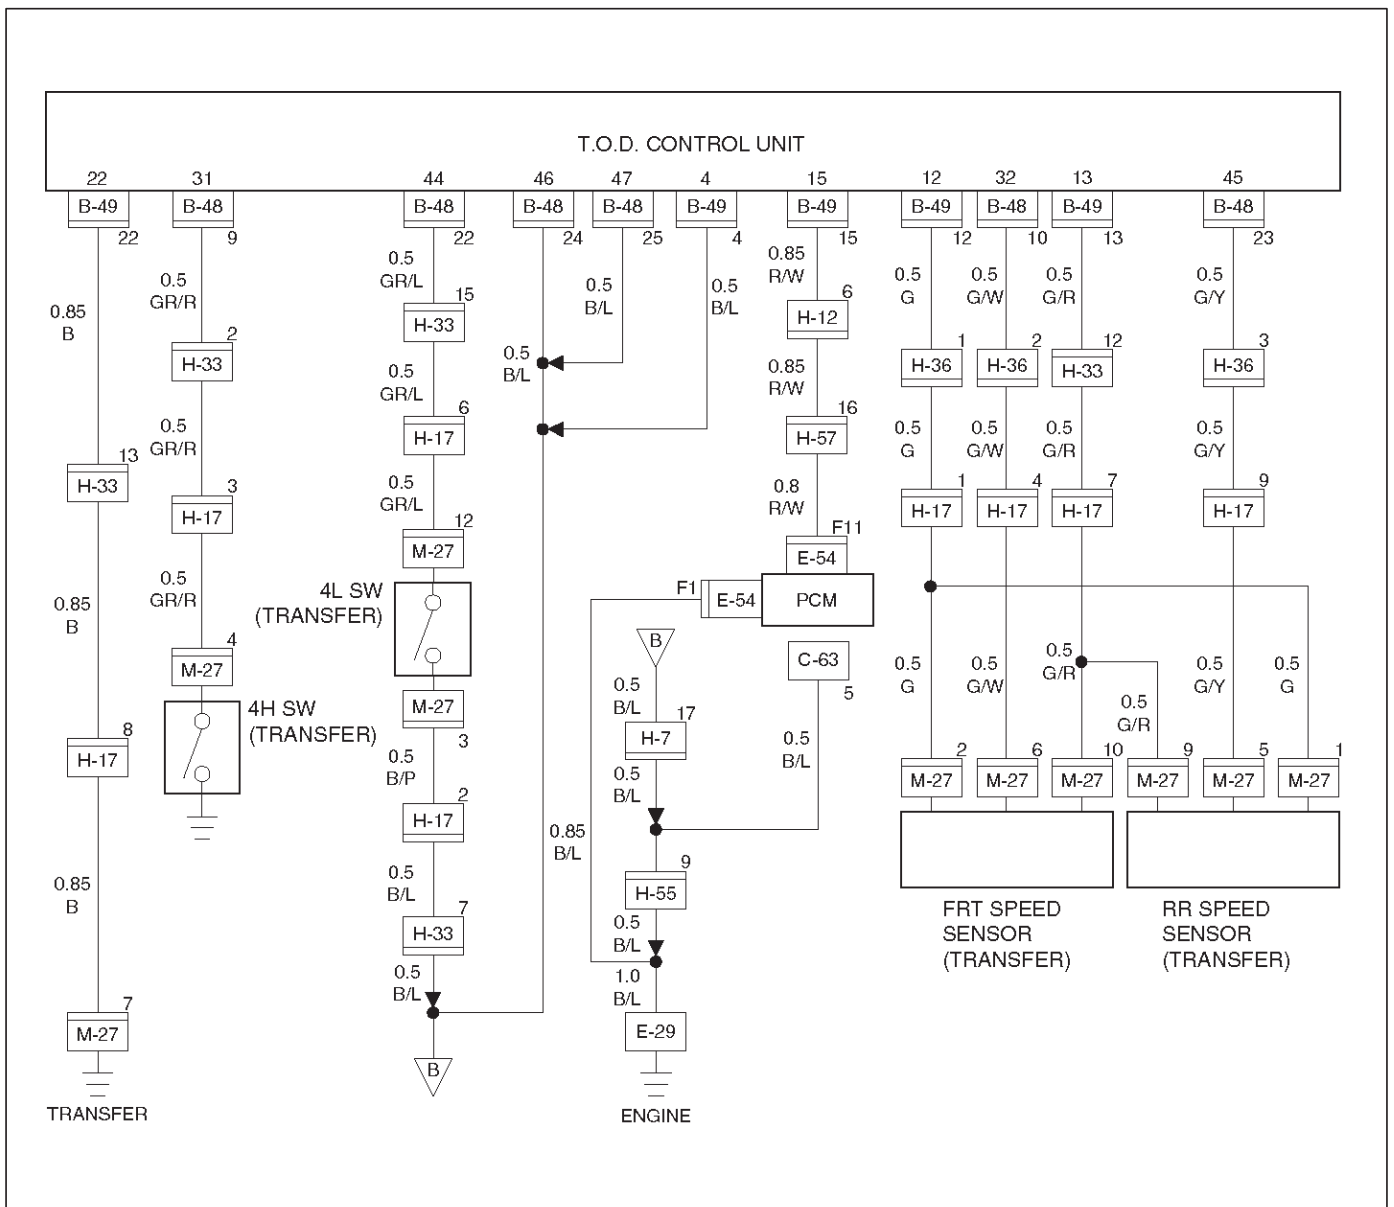 T.O.D. CONTROL UNIT
22 31 44 46 47 4 15 12 32 13 45
B-49 B-48 B-48 B-48 B-48 B-49 B-49 B-49 B-48 B-49 B-48
22 9 22 24 25 4 15 12 10 13 23
0.85
B
0.5
GR/R
2
H-33
0.5
GR/R
3
H-17
0.5
GR/R
4
M-27
4H SW
(TRANSFER)
13
H-33
0.85
B
8
H-17
0.85
B
7
M-27
TRANSFER
0.5
GR/L
15
H-33
0.5
GR/L
6
H-17
0.5
GR/L
12
M-27
4L SW
(TRANSFER)
M-27
3
0.5
B/P
2
H-17
0.5
B/L
7
H-33
0.5
B/L
B
0.5
B/L
0.5
B/L
0.5
B/L
0.85
R/W
6
H-12
0.85
R/W
16
H-57
0.8
R/W
F11
E-54
F1
E-54
PCM
C-63
5
0.5
B/L
B
0.5
B/L
17
H-7
0.5
B/L
0.85
B/L
9
H-55
0.5
B/L
1.0
B/L
E-29
ENGINE
0.5
G
0.5
G/W
0.5
G/R
0.5
G/Y
1 2 12 3
H-36 H-36 H-33 H-36
0.5
G
0.5
G/W
0.5
G/R
0.5
G/Y
1 4 7 9
H-17 H-17 H-17 H-17
0.5
G
0.5
G/W
0.5
G/R
0.5
G/R
0.5
G/Y
0.5
G
2 6 10 9 5 1
M-27 M-27 M-27 M-27 M-27 M-27
FRT SPEED
SENSOR
(TRANSFER)
RR SPEED
SENSOR
(TRANSFER)